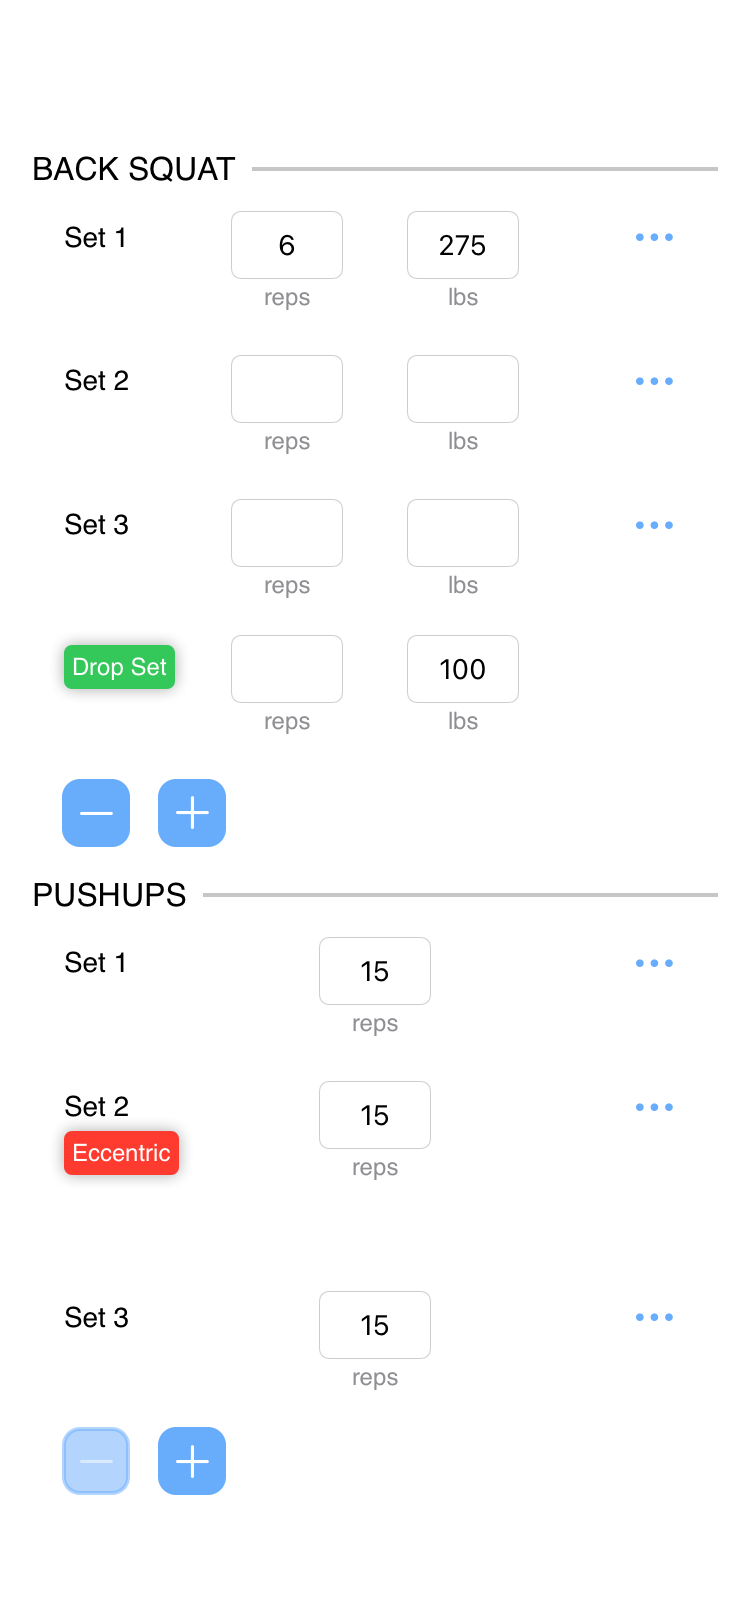 BACK SQUAT
Set 1 6 275
reps lbs
Set 2
reps lbs
Set 3
reps lbs
Drop Set 100
reps lbs
PUSHUPS
Set 1 15
reps
Set 2 15
Eccentric
reps
Set 3 15
reps